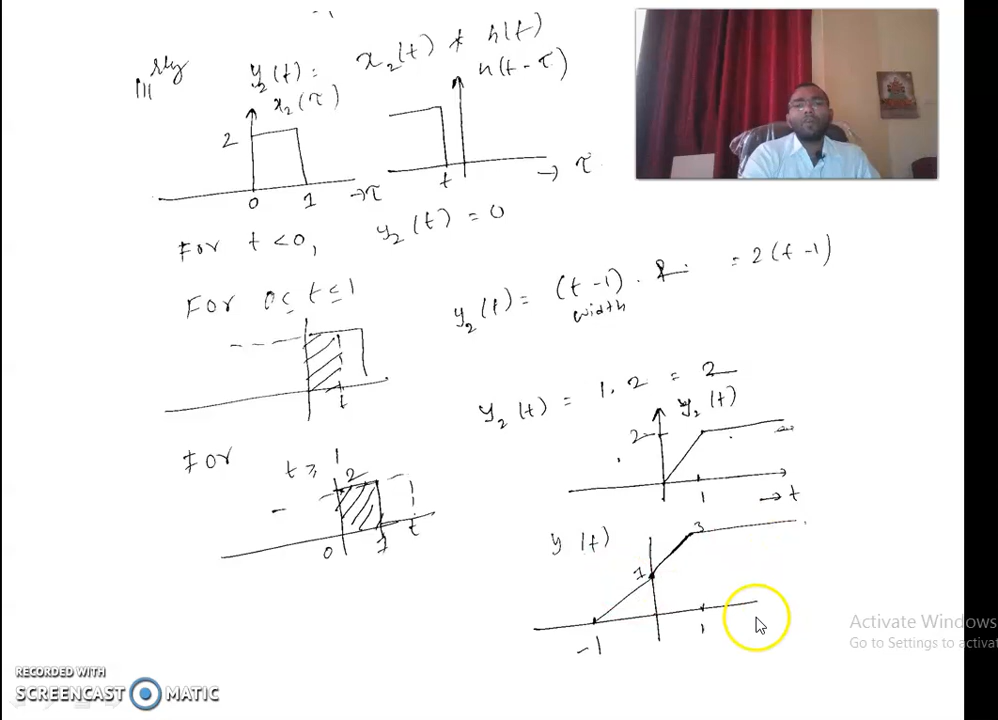 |||rly y₂(t) = x₂(t) * h(t)
x₂(τ) h(t - τ)
2
0 1 →τ t → τ
For t < 0, y₂(t) = 0
For 0 ≤ t ≤ 1 y₂(t) = (t-1) · 2 = 2(t-1)
width
t
y₂(t) = 1. 2 = 2
For t ≥ 1
2
0 1 t
y₂(t)
2
1 → t
y(t)
3
1
-1 1
Activate Windows
Go to Settings to activat
RECORDED WITH
SCREENCAST MATIC